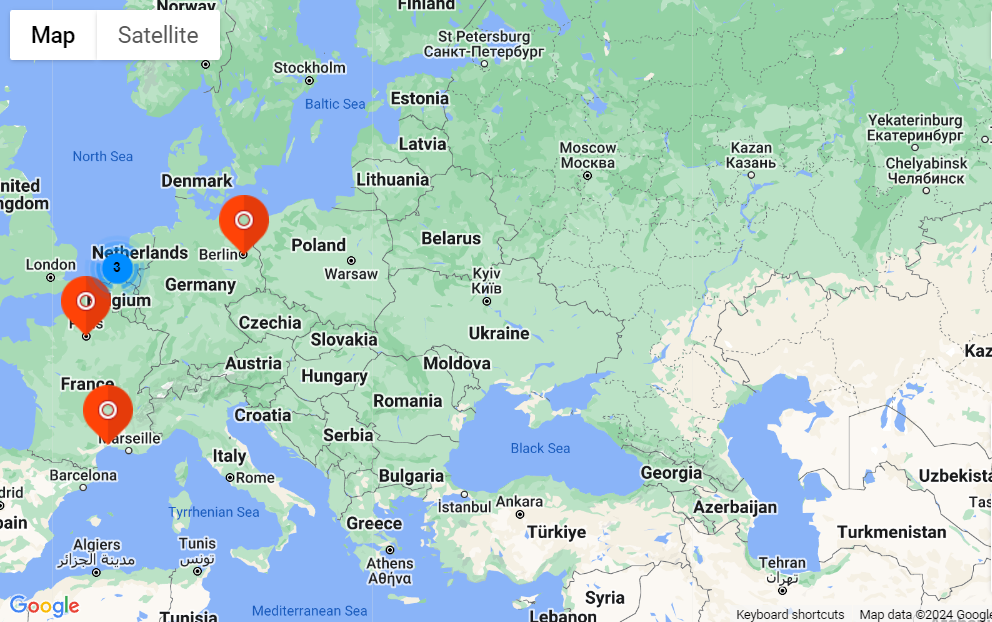 Norway
Finland
Map
Satellite
St Petersburg
Санкт-Петербург
Stockholm
Baltic Sea
Estonia
Yekaterinburg
Екатеринбург
North Sea
Latvia
Moscow
Москва
Kazan
Казань
Chelyabinsk
Челябинск
nited
ngdom
Denmark
Lithuania
Netherlands
Berlin
Poland
Belarus
London
3
Warsaw
Germany
Kyiv
Київ
lgium
Czechia
Slovakia
Ukraine
Kaz
Austria
Hungary
Moldova
France
Romania
Croatia
Marseille
Serbia
Black Sea
Italy
Barcelona
Rome
Bulgaria
Georgia
Uzbekista
drid
ain
Tyrrhenian Sea
İstanbul
Ankara
Azerbaijan
Tas
Greece
Türkiye
Turkmenistan
Algiers
مدينة الجزائر
Tunis
تونس
Athens
Αθήνα
Tehran
تهران
Google
Mediterranean Sea
Syria
Tunisia
Lebanon
Keyboard shortcuts
Map data ©2024 Google